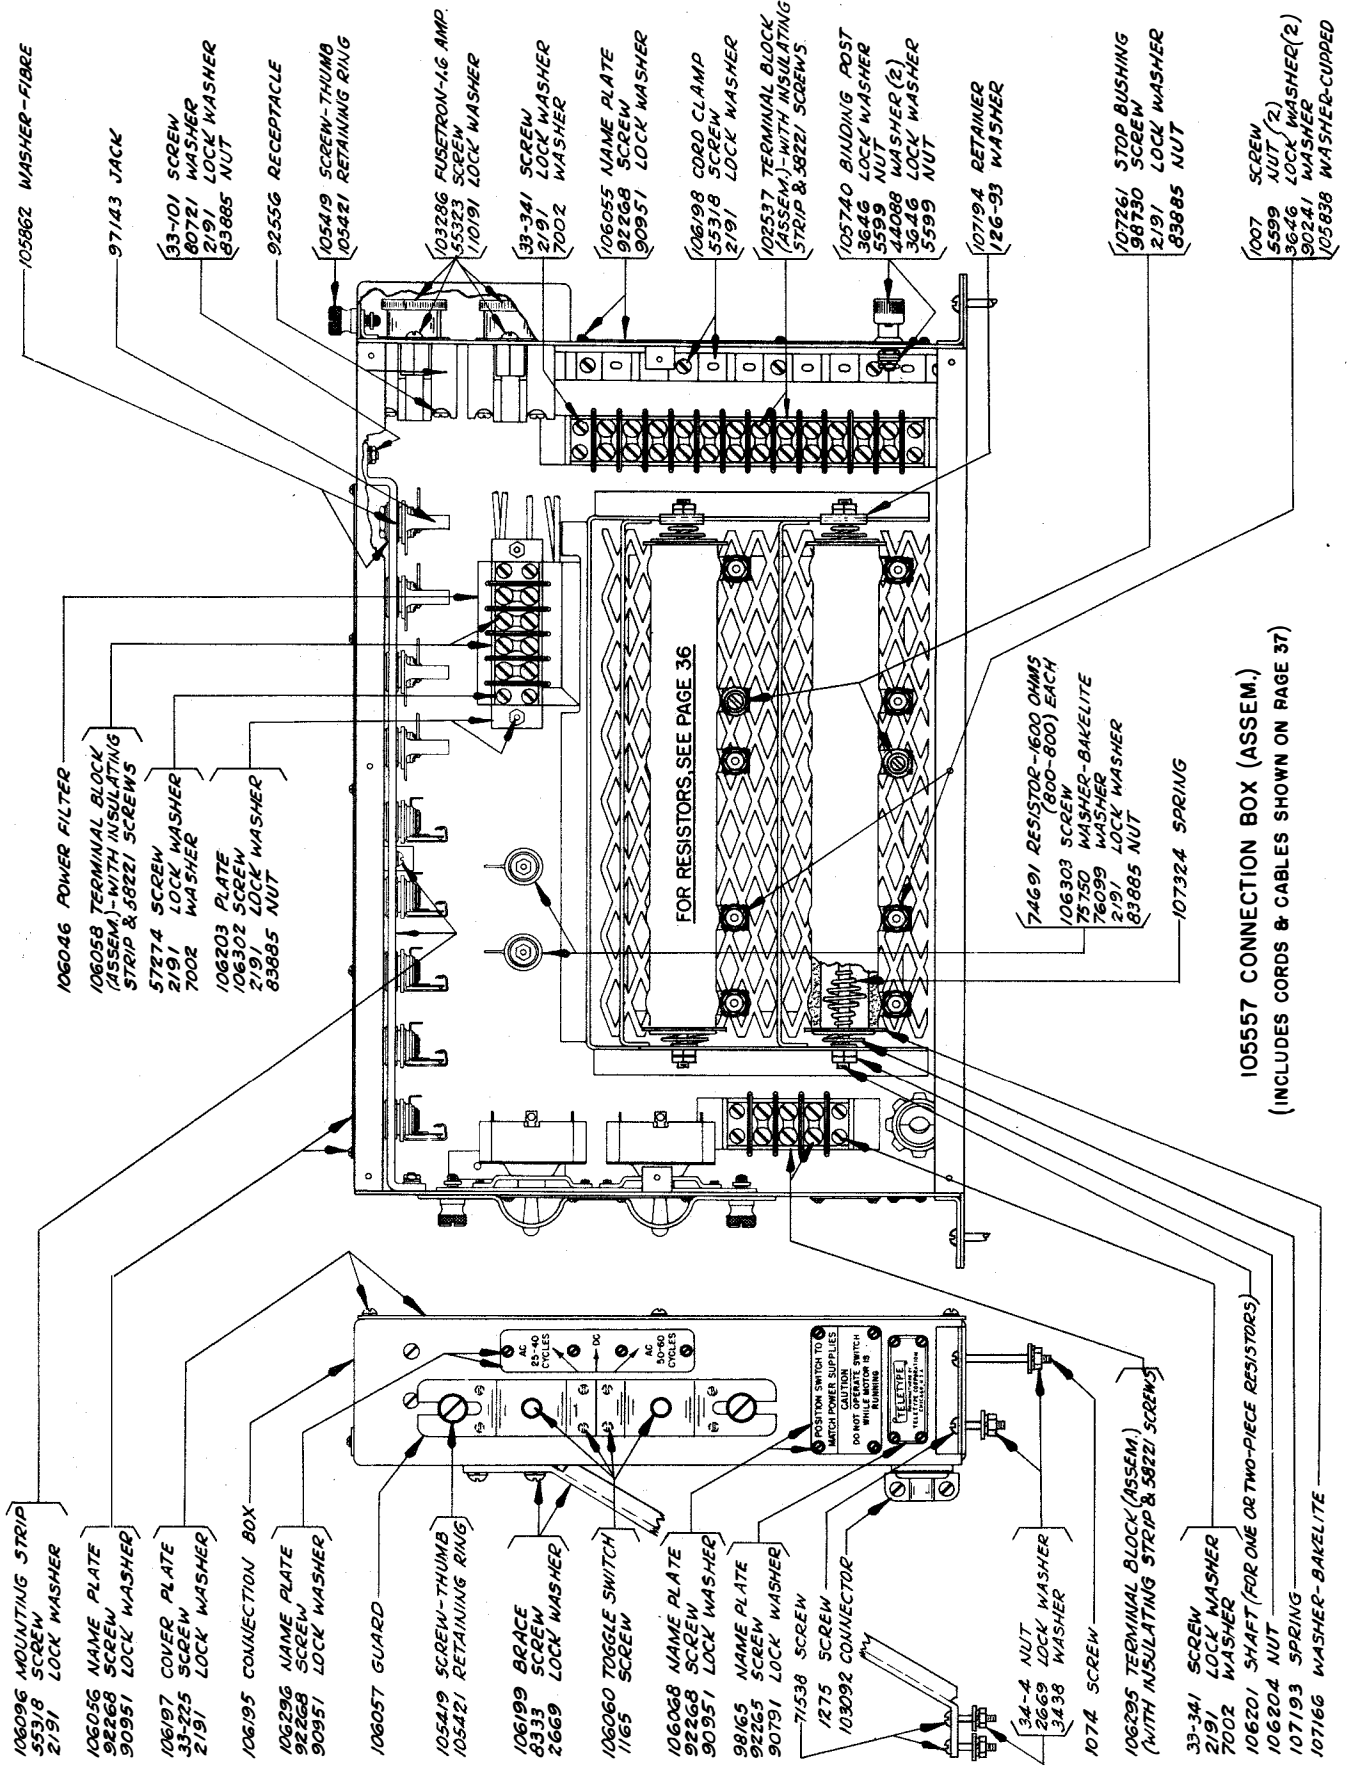 105862 WASHER-FIBRE
97143 JACK
33-101 SCREW
80721 WASHER
2191 LOCK WASHER
83885 NUT
92556 RECEPTACLE
105419 SCREW-THUMB
105421 RETAINING RING
103286 FUSETRON-1.6 AMP.
55323 SCREW
110191 LOCK WASHER
33-341 SCREW
2191 LOCK WASHER
7002 WASHER
106055 NAME PLATE
92268 SCREW
90951 LOCK WASHER
106198 CORD CLAMP
55318 SCREW
2191 LOCK WASHER
102537 TERMINAL BLOCK
(ASSEM.)-WITH INSULATING
STRIP & 58221 SCREWS.
105740 BINDING POST
3646 LOCK WASHER
5599 NUT
44088 WASHER (2)
3646 LOCK WASHER
5599 NUT
107194 RETAINER
126-93 WASHER
107261 STOP BUSHING
98730 SCREW
2191 LOCK WASHER
83885 NUT
1007 SCREW
5599 NUT (2)
3646 LOCK WASHER (2)
90241 WASHER
105838 WASHER-CUPPED
106046 POWER FILTER
106058 TERMINAL BLOCK
(ASSEM.)-WITH INSULATING
STRIP & 58221 SCREWS
57274 SCREW
2191 LOCK WASHER
7002 WASHER
106203 PLATE
106302 SCREW
2191 LOCK WASHER
83885 NUT
FOR RESISTORS, SEE PAGE 36
74691 RESISTOR-1600 OHMS
(800-800) EACH
106303 SCREW
75750 WASHER-BAKELITE
76099 WASHER
2191 LOCK WASHER
83885 NUT
107324 SPRING
105557 CONNECTION BOX (ASSEM.)
(INCLUDES CORDS & CABLES SHOWN ON PAGE 37)
106096 MOUNTING STRIP
55318 SCREW
2191 LOCK WASHER
106056 NAME PLATE
92268 SCREW
90951 LOCK WASHER
106197 COVER PLATE
33-225 SCREW
2191 LOCK WASHER
106195 CONNECTION BOX
106296 NAME PLATE
92268 SCREW
90951 LOCK WASHER
106057 GUARD
105419 SCREW-THUMB
105421 RETAINING RING
106199 BRACE
8333 SCREW
2669 LOCK WASHER
106060 TOGGLE SWITCH
1165 SCREW
106068 NAME PLATE
92268 SCREW
90951 LOCK WASHER
98165 NAME PLATE
92265 SCREW
90791 LOCK WASHER
71538 SCREW
1275 SCREW
103092 CONNECTOR
34-4 NUT
2669 LOCK WASHER
3438 WASHER
1074 SCREW
106295 TERMINAL BLOCK (ASSEM.)
(WITH INSULATING STRIP & 58221 SCREWS)
33-341 SCREW
2191 LOCK WASHER
7002 WASHER
106201 SHAFT (FOR ONE OR TWO-PIECE RESISTORS)
106204 NUT
107193 SPRING
107166 WASHER-BAKELITE
AC
25-40
CYCLES
DC
AC
50-60
CYCLES
POSITION SWITCH TO
MATCH POWER SUPPLIES
CAUTION
DO NOT OPERATE SWITCH
WHILE MOTOR IS
RUNNING
TELETYPE
TELETYPE CORPORATION
CHICAGO, U.S.A.